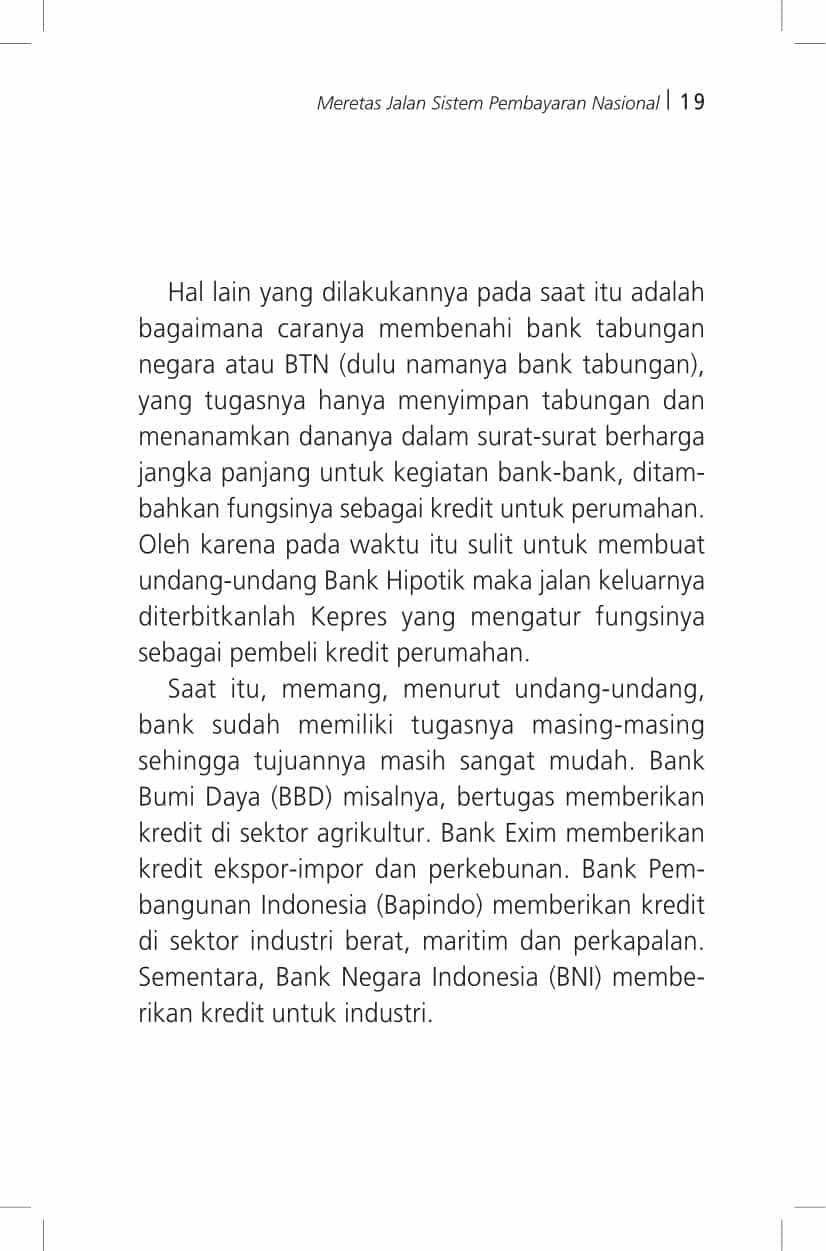 Meretas Jalan Sistem Pembayaran Nasional | 19
Hal lain yang dilakukannya pada saat itu adalah
bagaimana caranya membenahi bank tabungan
negara atau BTN (dulu namanya bank tabungan),
yang tugasnya hanya menyimpan tabungan dan
menanamkan dananya dalam surat-surat berharga
jangka panjang untuk kegiatan bank-bank, ditam-
bahkan fungsinya sebagai kredit untuk perumahan.
Oleh karena pada waktu itu sulit untuk membuat
undang-undang Bank Hipotik maka jalan keluarnya
diterbitkanlah Kepres yang mengatur fungsinya
sebagai pembeli kredit perumahan.
Saat itu, memang, menurut undang-undang,
bank sudah memiliki tugasnya masing-masing
sehingga tujuannya masih sangat mudah. Bank
Bumi Daya (BBD) misalnya, bertugas memberikan
kredit di sektor agrikultur. Bank Exim memberikan
kredit ekspor-impor dan perkebunan. Bank Pem-
bangunan Indonesia (Bapindo) memberikan kredit
di sektor industri berat, maritim dan perkapalan.
Sementara, Bank Negara Indonesia (BNI) membe-
rikan kredit untuk industri.